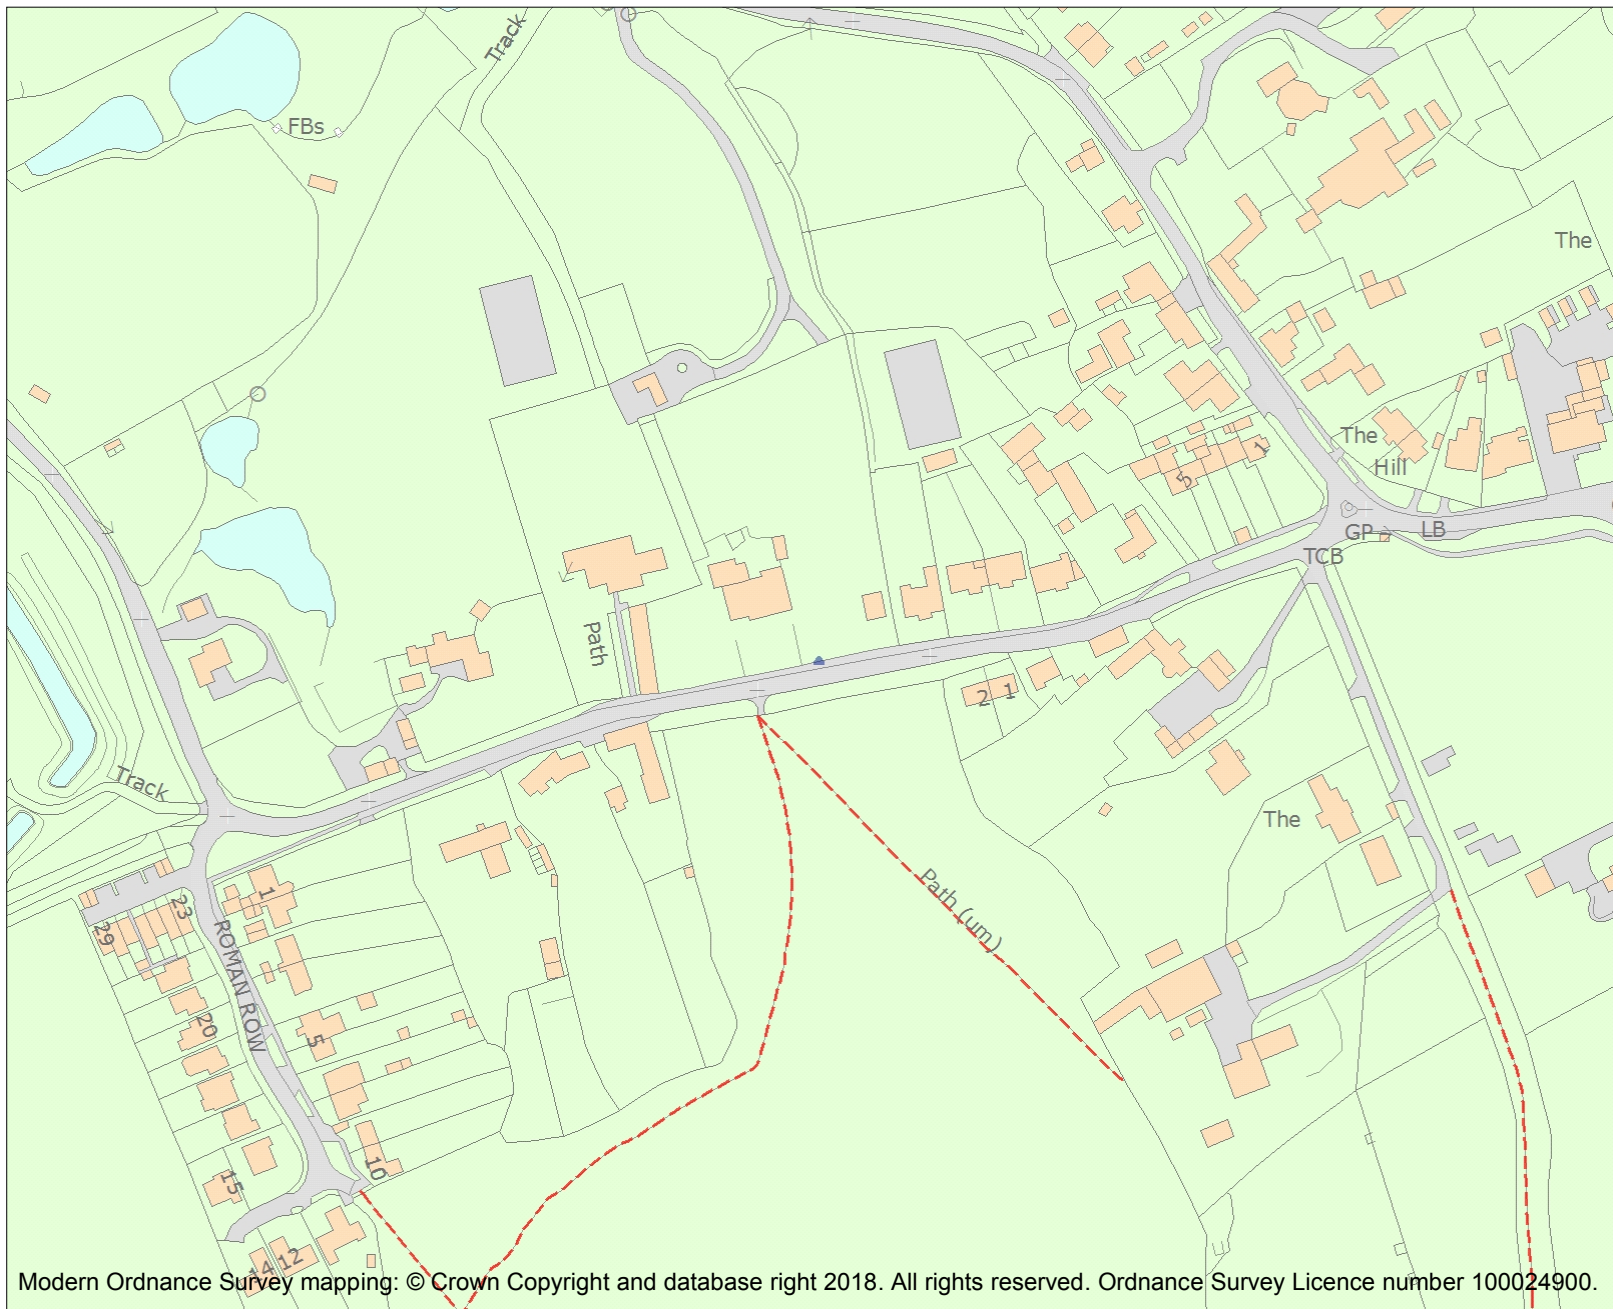 Track
FBs
The
1
The
5
Hill
GP
LB
TCB
Path
2
1
Track
The
1
23
29
Path (um)
ROMAN ROW
20
5
10
15
12
14
Modern Ordnance Survey mapping: © Crown Copyright and database right 2018. All rights reserved. Ordnance Survey Licence number 100024900.